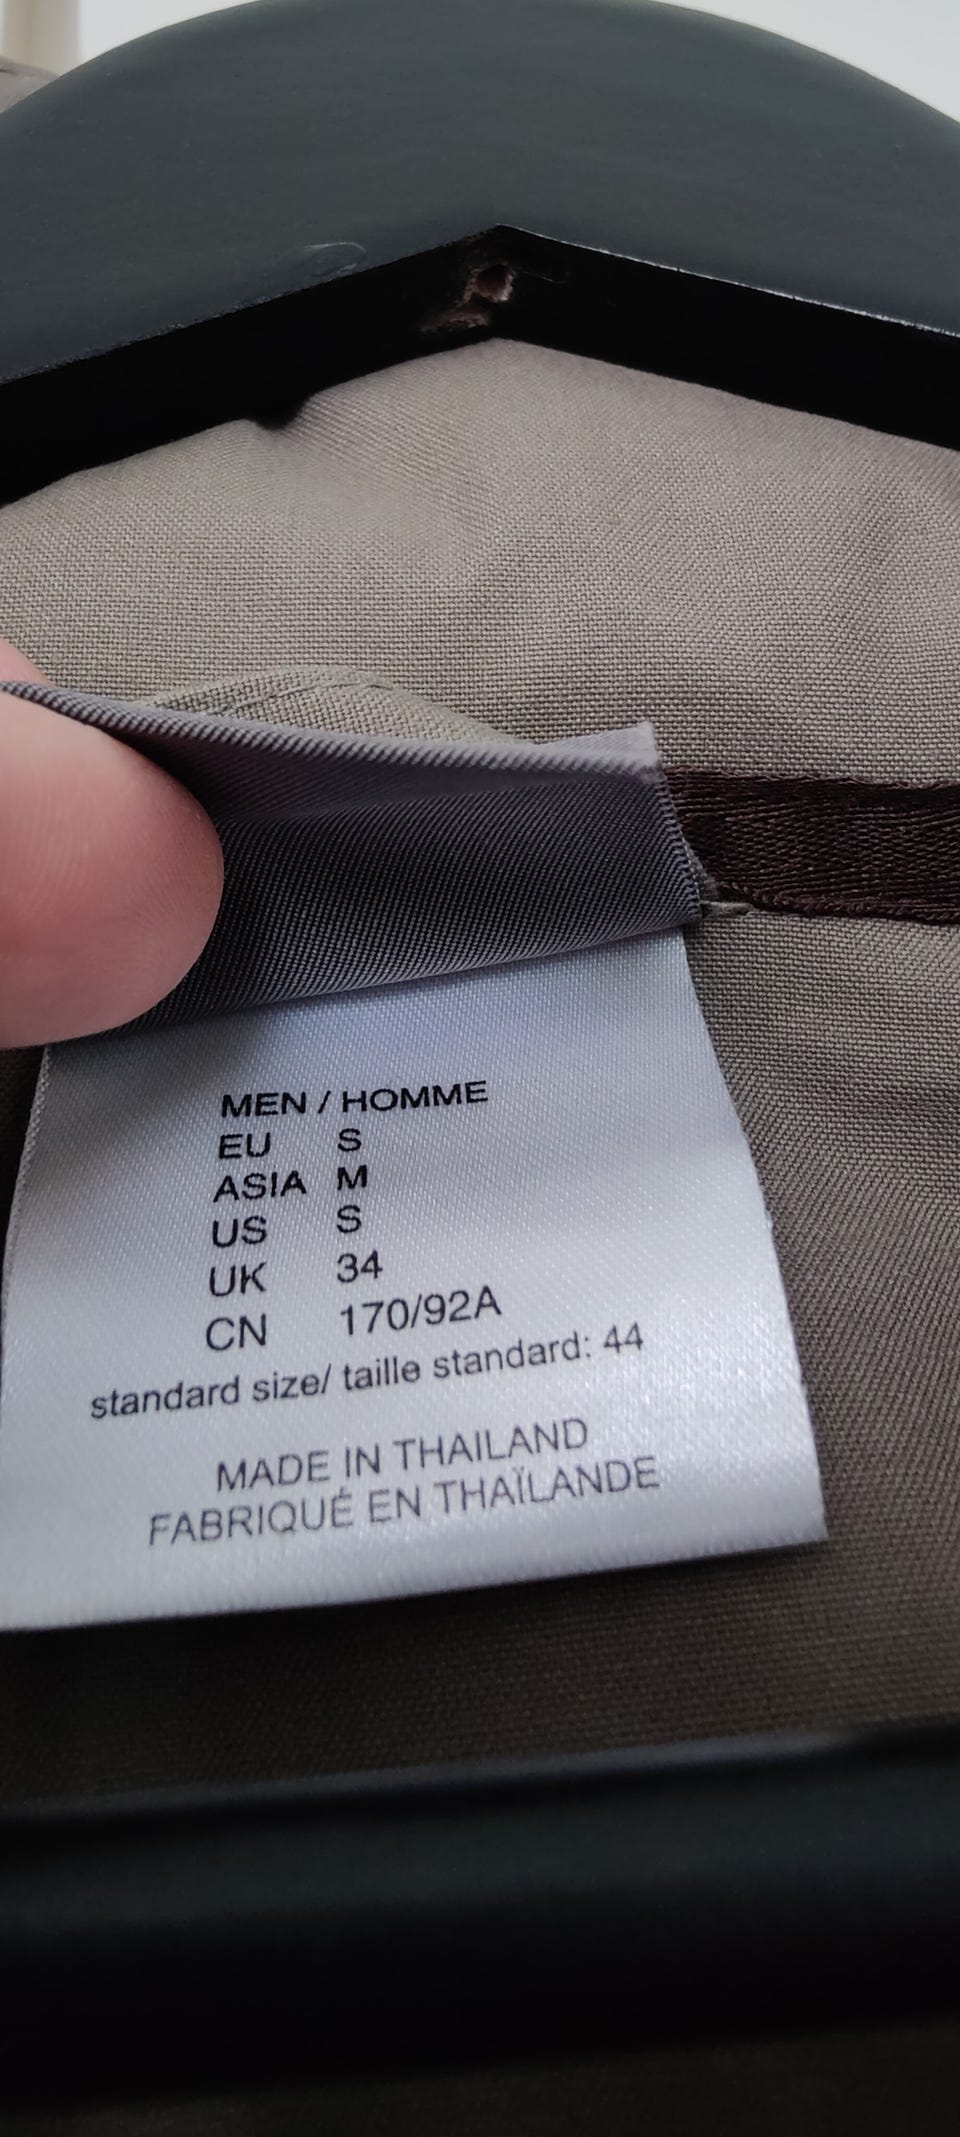 MEN / HOMME
EU S
ASIA M
US S
UK 34
CN 170/92A
standard size/ taille standard: 44
MADE IN THAILAND
FABRIQUÉ EN THAÏLANDE